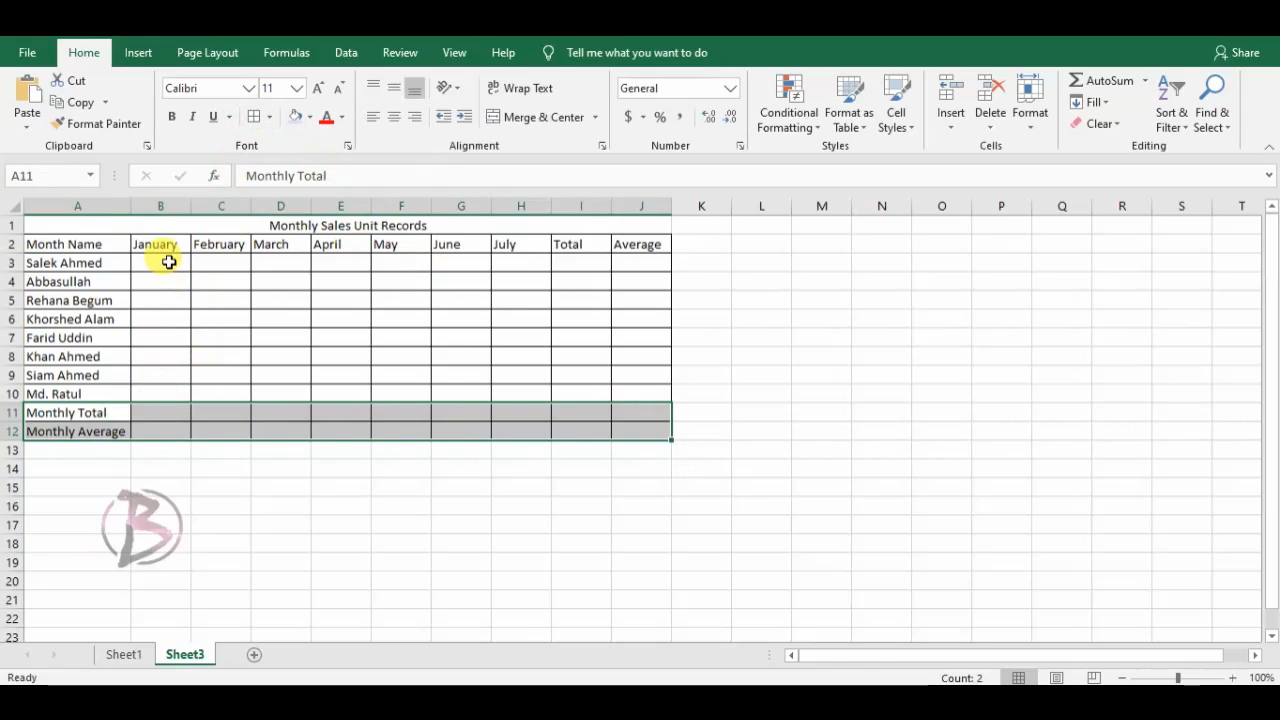 File Home Insert Page Layout Formulas Data Review View Help Tell me what you want to do Share
Cut
Copy
Format Painter
Paste
Clipboard
Calibri 11
B I U A
Font
Wrap Text
Merge & Center
Alignment
General
$ % ,
Number
Conditional Formatting
Format as Table
Cell Styles
Styles
Insert Delete Format
Cells
AutoSum
Fill
Clear
Sort & Filter
Find & Select
Editing
A11 fx Monthly Total
A B C D E F G H I J K L M N O P Q R S T
1 Monthly Sales Unit Records
2 Month Name January February March April May June July Total Average
3 Salek Ahmed
4 Abbasullah
5 Rehana Begum
6 Khorshed Alam
7 Farid Uddin
8 Khan Ahmed
9 Siam Ahmed
10 Md. Ratul
11 Monthly Total
12 Monthly Average
13
14
15
16
17
18
19
20
21
22
23
B
Sheet1 Sheet3
Ready Count: 2 100%